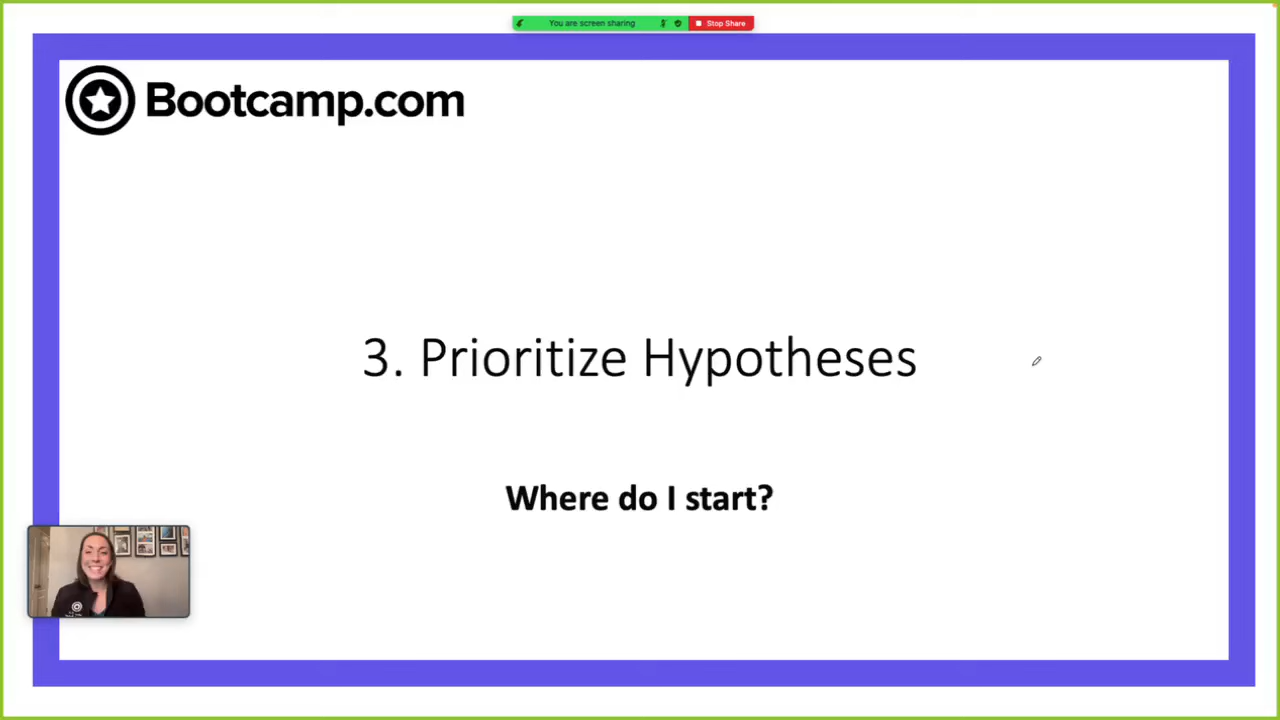 You are screen sharing
Stop Share
Bootcamp.com
3. Prioritize Hypotheses
Where do I start?